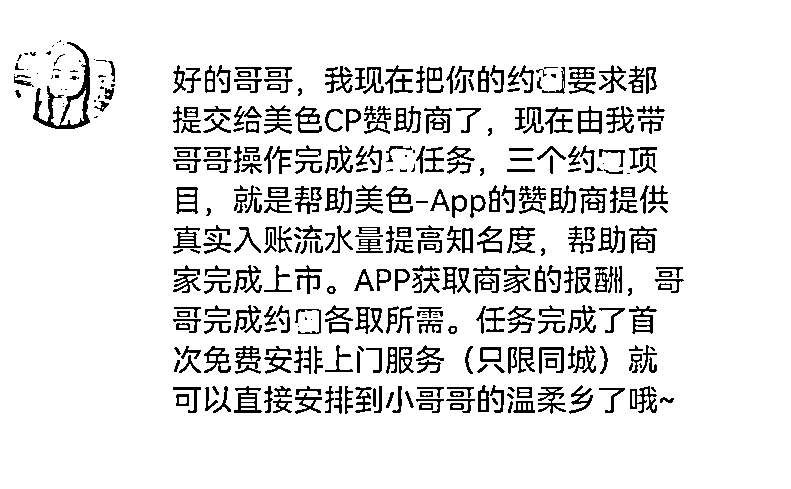 好的哥哥，我现在把你的约要求都
提交给美色CP赞助商了，现在由我带
哥哥操作完成约任务，三个约项
目，就是帮助美色-App的赞助商提供
真实入账流水量提高知名度，帮助商
家完成上市。APP获取商家的报酬，哥
哥完成约各取所需。任务完成了首
次免费安排上门服务（只限同城）就
可以直接安排到小哥哥的温柔乡了哦~